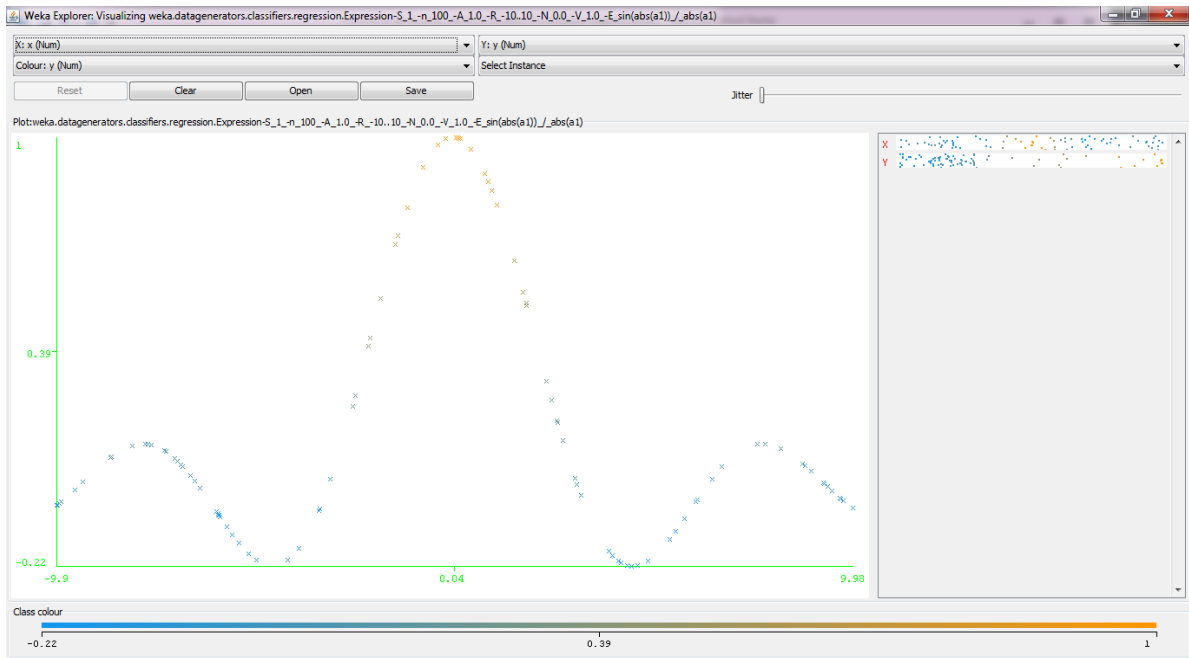 Weka Explorer: Visualizing weka.datagenerators.classifiers.regression.Expression-S_1_-n_100_-A_1.0_-R_-10..10_-N_0.0_-V_1.0_-E_sin(abs(a1))_/_abs(a1)
X: x (Num) Y: y (Num)
Colour: y (Num) Select Instance
Reset Clear Open Save Jitter
Plot:weka.datagenerators.classifiers.regression.Expression-S_1_-n_100_-A_1.0_-R_-10..10_-N_0.0_-V_1.0_-E_sin(abs(a1))_/_abs(a1)
1
X
Y
0.39
-0.22
-9.9 0.04 9.98
Class colour
-0.22 0.39 1